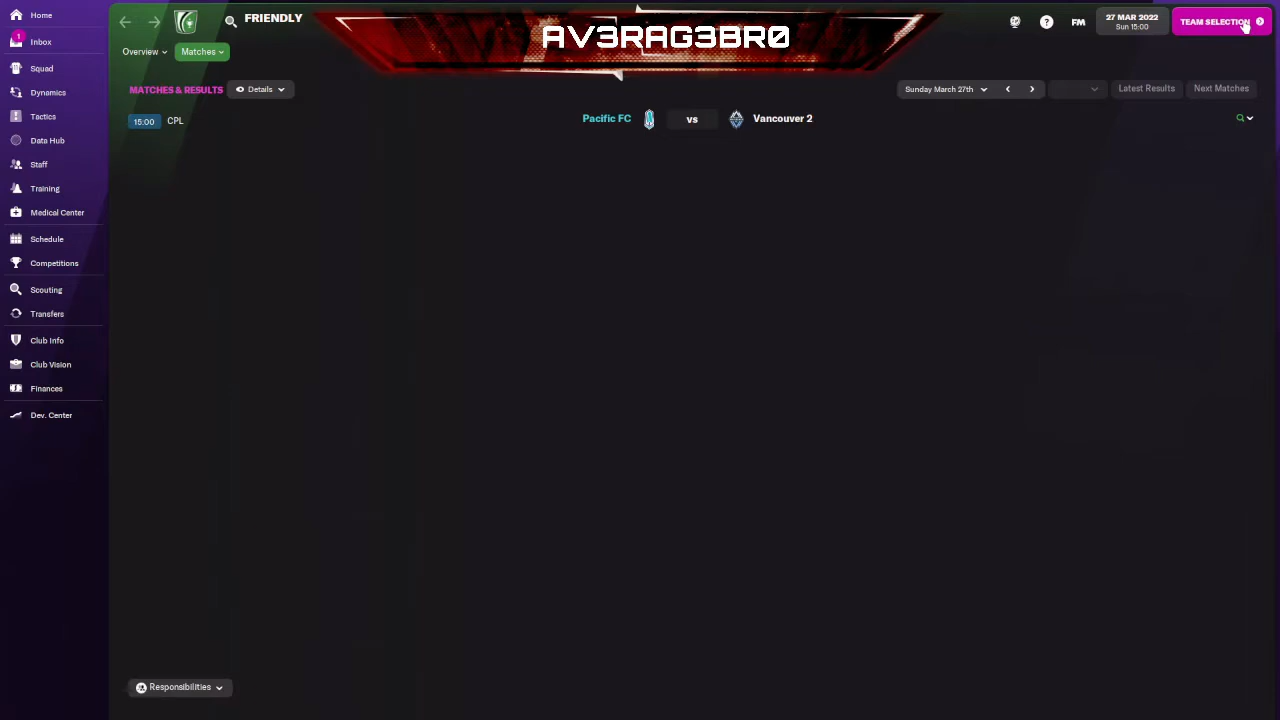 Home
1
Inbox
Squad
Dynamics
Tactics
Data Hub
Staff
Training
Medical Center
Schedule
Competitions
Scouting
Transfers
Club Info
Club Vision
Finances
Dev. Center
FRIENDLY
AV3RAG3BR0
?
FM
27 MAR 2022
Sun 15:00
TEAM SELECTION
Overview
Matches
MATCHES & RESULTS
Details
Sunday March 27th
Latest Results
Next Matches
15:00 CPL
Pacific FC vs Vancouver 2
Responsibilities